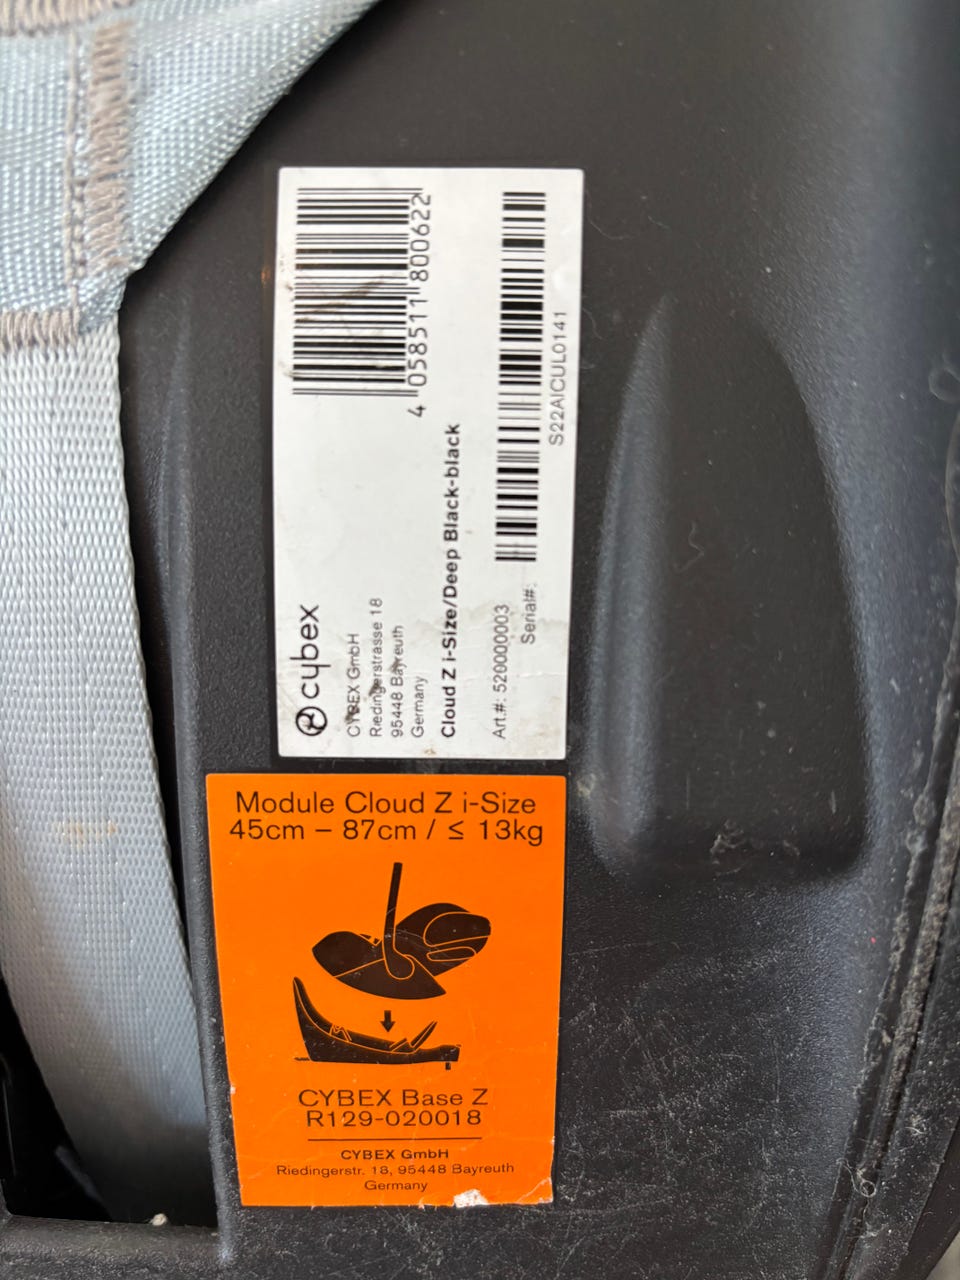 cybex
CYBEX GmbH
Riedingerstrasse 18
95448 Bayreuth
Germany
4 058511 800622
Cloud Z i-Size/Deep Black-black
Art.#: 520000003
Serial#:
S22AICUL0141
Module Cloud Z i-Size
45cm – 87cm / ≤ 13kg
CYBEX Base Z
R129-020018
CYBEX GmbH
Riedingerstr. 18, 95448 Bayreuth
Germany